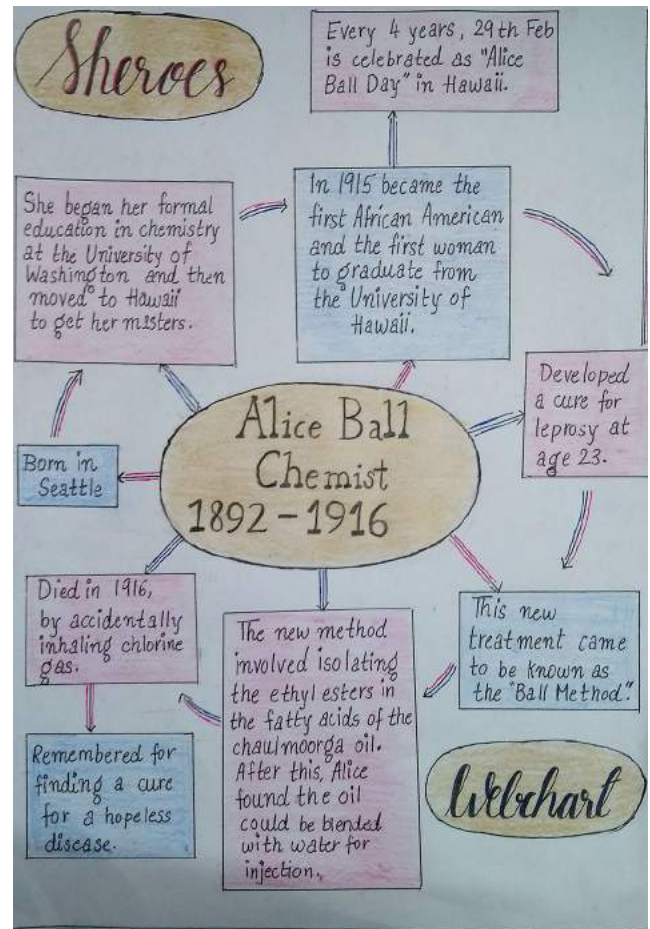 Sheroes
Every 4 years, 29th Feb
is celebrated as "Alice
Ball Day" in Hawaii.
She began her formal
education in chemistry
at the University of
Washington and then
moved to Hawaii
to get her masters.
In 1915 became the
first African American
and the first woman
to graduate from
the University of
Hawaii.
Developed
a cure for
leprosy at
age 23.
Alice Ball
Chemist
1892-1916
Born in
Seattle
Died in 1916,
by accidentally
inhaling chlorine
gas.
The new method
involved isolating
the ethyl esters in
the fatty acids of the
chaulmoorga oil.
After this, Alice
found the oil
could be blended
with water for
injection.
This new
treatment came
to be known as
the "Ball Method".
Remembered for
finding a cure
for a hopeless
disease.
Webchart